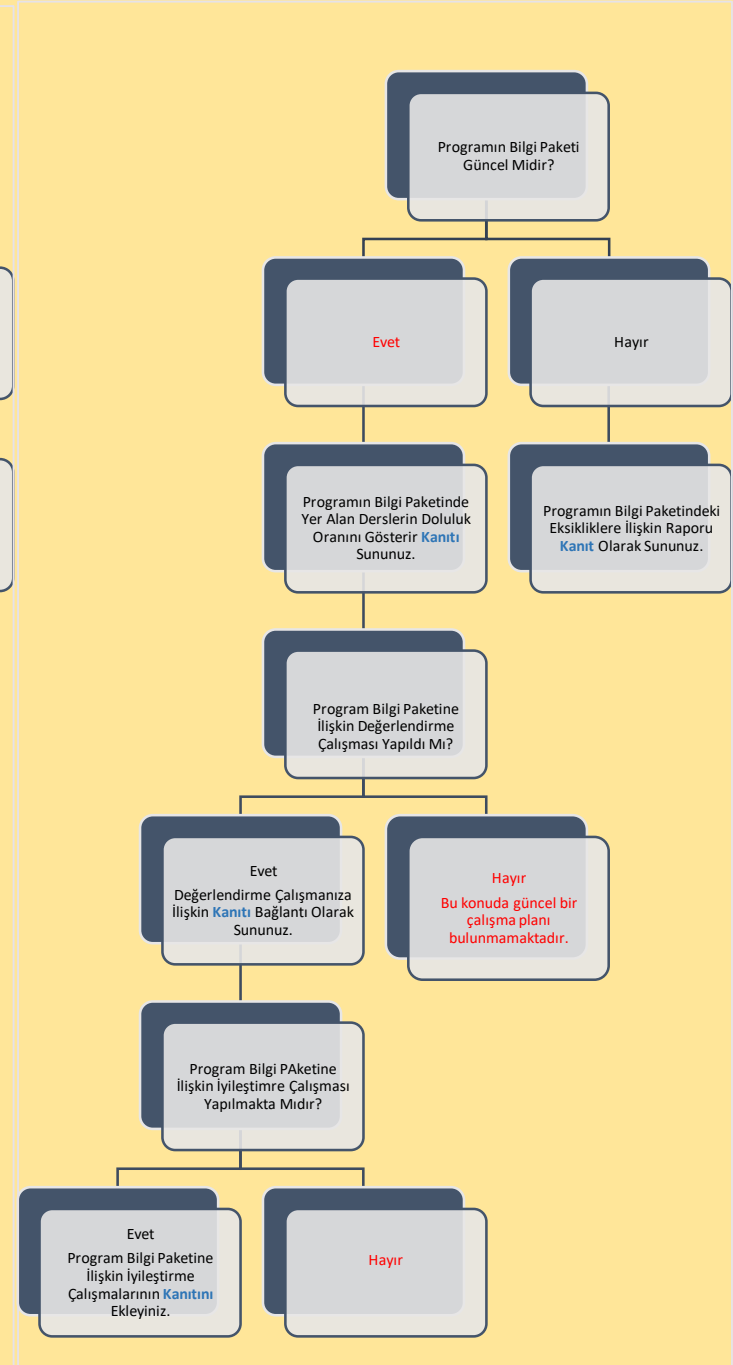 Programın Bilgi Paketi
Güncel Midir?
Evet
Hayır
Programın Bilgi Paketinde
Yer Alan Derslerin Doluluk
Oranını Gösterir Kanıtı
Sununuz.
Programın Bilgi Paketindeki
Eksikliklere İlişkin Raporu
Kanıt Olarak Sununuz.
Program Bilgi Paketine
İlişkin Değerlendirme
Çalışması Yapıldı Mı?
Evet
Değerlendirme Çalışmanıza
İlişkin Kanıtı Bağlantı Olarak
Sununuz.
Hayır
Bu konuda güncel bir
çalışma planı
bulunmamaktadır.
Program Bilgi PAketine
İlişkin İyileştimre Çalışması
Yapılmakta Mıdır?
Evet
Program Bilgi Paketine
İlişkin İyileştirme
Çalışmalarının Kanıtını
Ekleyiniz.
Hayır